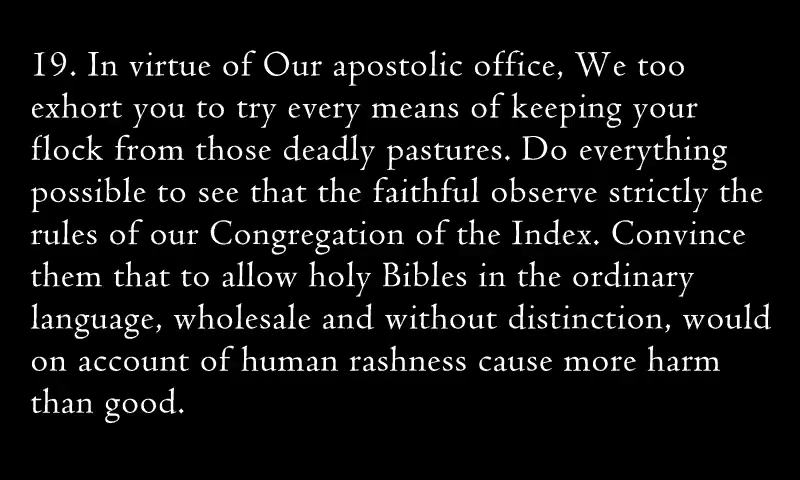 19. In virtue of Our apostolic office, We too
exhort you to try every means of keeping your
flock from those deadly pastures. Do everything
possible to see that the faithful observe strictly the
rules of our Congregation of the Index. Convince
them that to allow holy Bibles in the ordinary
language, wholesale and without distinction, would
on account of human rashness cause more harm
than good.